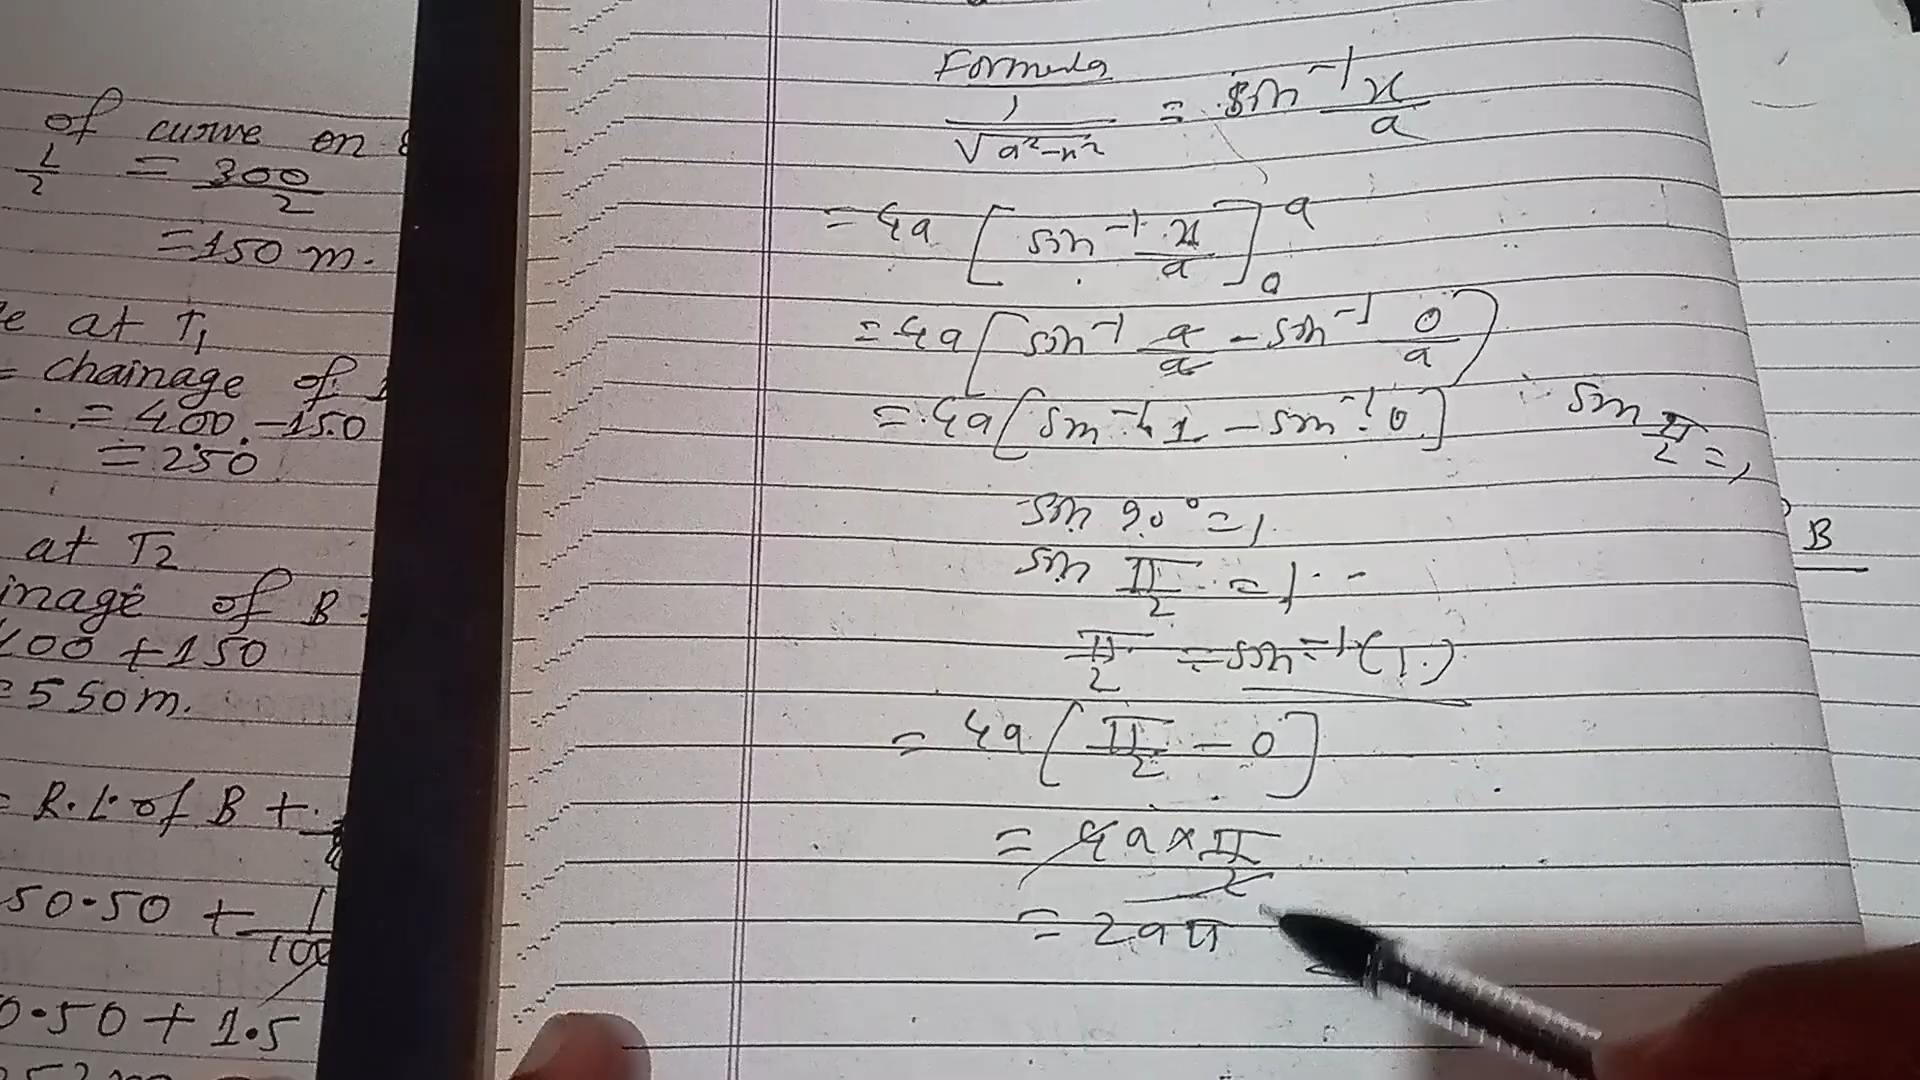 of curve on
L/2 = 300/2
=150 m.
e at T1
= chainage of
= 400 - 150
= 250
at T2
inage of B
400 + 150
= 550m.
= R.L. of B +
50.50 + 1/100
0.50 + 1.5
Formula
1/√a²-x² = sin⁻¹ x/a
= 4a [sin⁻¹ x/a]₀ᵃ
= 4a [sin⁻¹ a/a - sin⁻¹ 0/a]
= 4a [sin⁻¹ 1 - sin⁻¹ 0]
sin π/2 = 1
sin 90° = 1
sin π/2 = 1
π/2 = sin⁻¹(1)
= 4a [π/2 - 0]
= 4a × π/2
= 2aπ
B